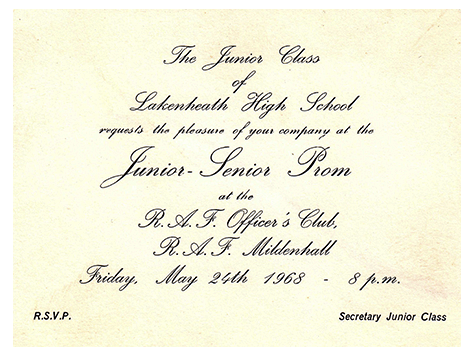 The Junior Class
of
Lakenheath High School
requests the pleasure of your company at the
Junior-Senior Prom
at the
R.A.F. Officer's Club,
R.A.F. Mildenhall
Friday, May 24th 1968 - 8 p.m.
R.S.V.P. Secretary Junior Class